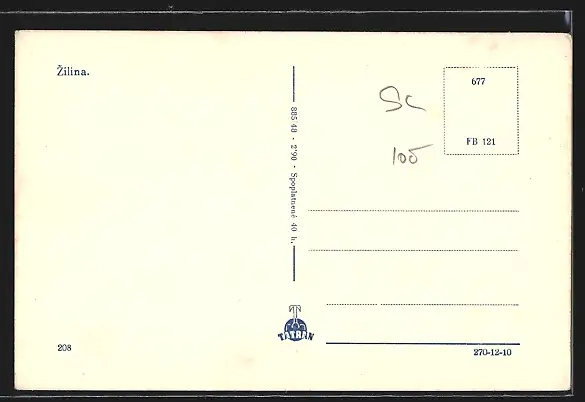 Žilina.
677
FB 121
SC
105
885/48 - 2'90 - Spoplatnené 40 h.
TATRAN
208
270-12-10